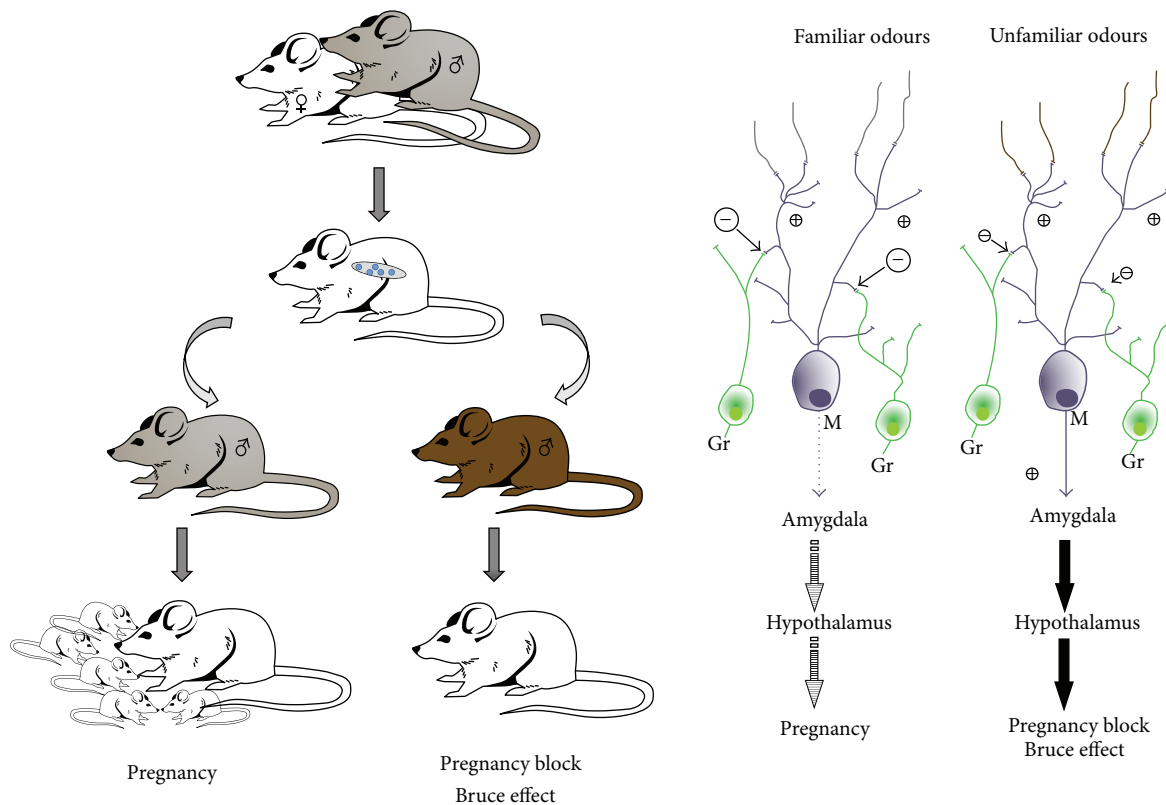 Familiar odours
Unfamiliar odours
♀
♂
♂
♂
Pregnancy
Pregnancy block
Bruce effect
⊕
⊕
−
−
Gr
M
Gr
Amygdala
Hypothalamus
Pregnancy
⊕
⊕
⊖
⊖
Gr
M
Gr
⊕
Amygdala
Hypothalamus
Pregnancy block
Bruce effect